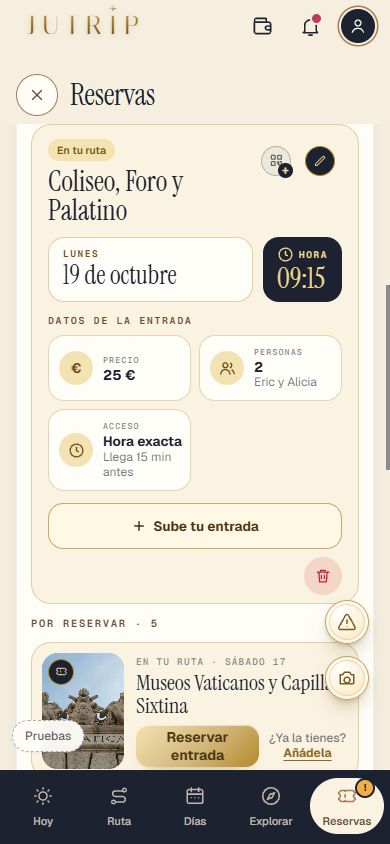 JUTRIP
Reservas
En tu ruta
Coliseo, Foro y
Palatino
LUNES
19 de octubre
HORA
09:15
DATOS DE LA ENTRADA
€
PRECIO
25 €
PERSONAS
2
Eric y Alicia
ACCESO
Hora exacta
Llega 15 min
antes
+ Sube tu entrada
POR RESERVAR · 5
EN TU RUTA · SÁBADO 17
Museos Vaticanos y
Sixtina
Reservar
entrada
¿Ya la tienes?
Añádela
Pruebas
!
Hoy
Ruta
Días
Explorar
Reservas